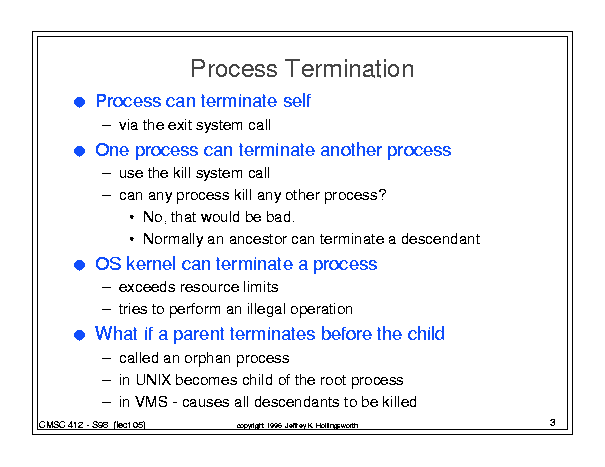 Process Termination
● Process can terminate self
– via the exit system call
● One process can terminate another process
– use the kill system call
– can any process kill any other process?
• No, that would be bad.
• Normally an ancestor can terminate a descendant
● OS kernel can terminate a process
– exceeds resource limits
– tries to perform an illegal operation
● What if a parent terminates before the child
– called an orphan process
– in UNIX becomes child of the root process
– in VMS - causes all descendants to be killed
CMSC 412 - S98 (lect 05)
copyright 1996 Jeffrey K. Hollingsworth
3